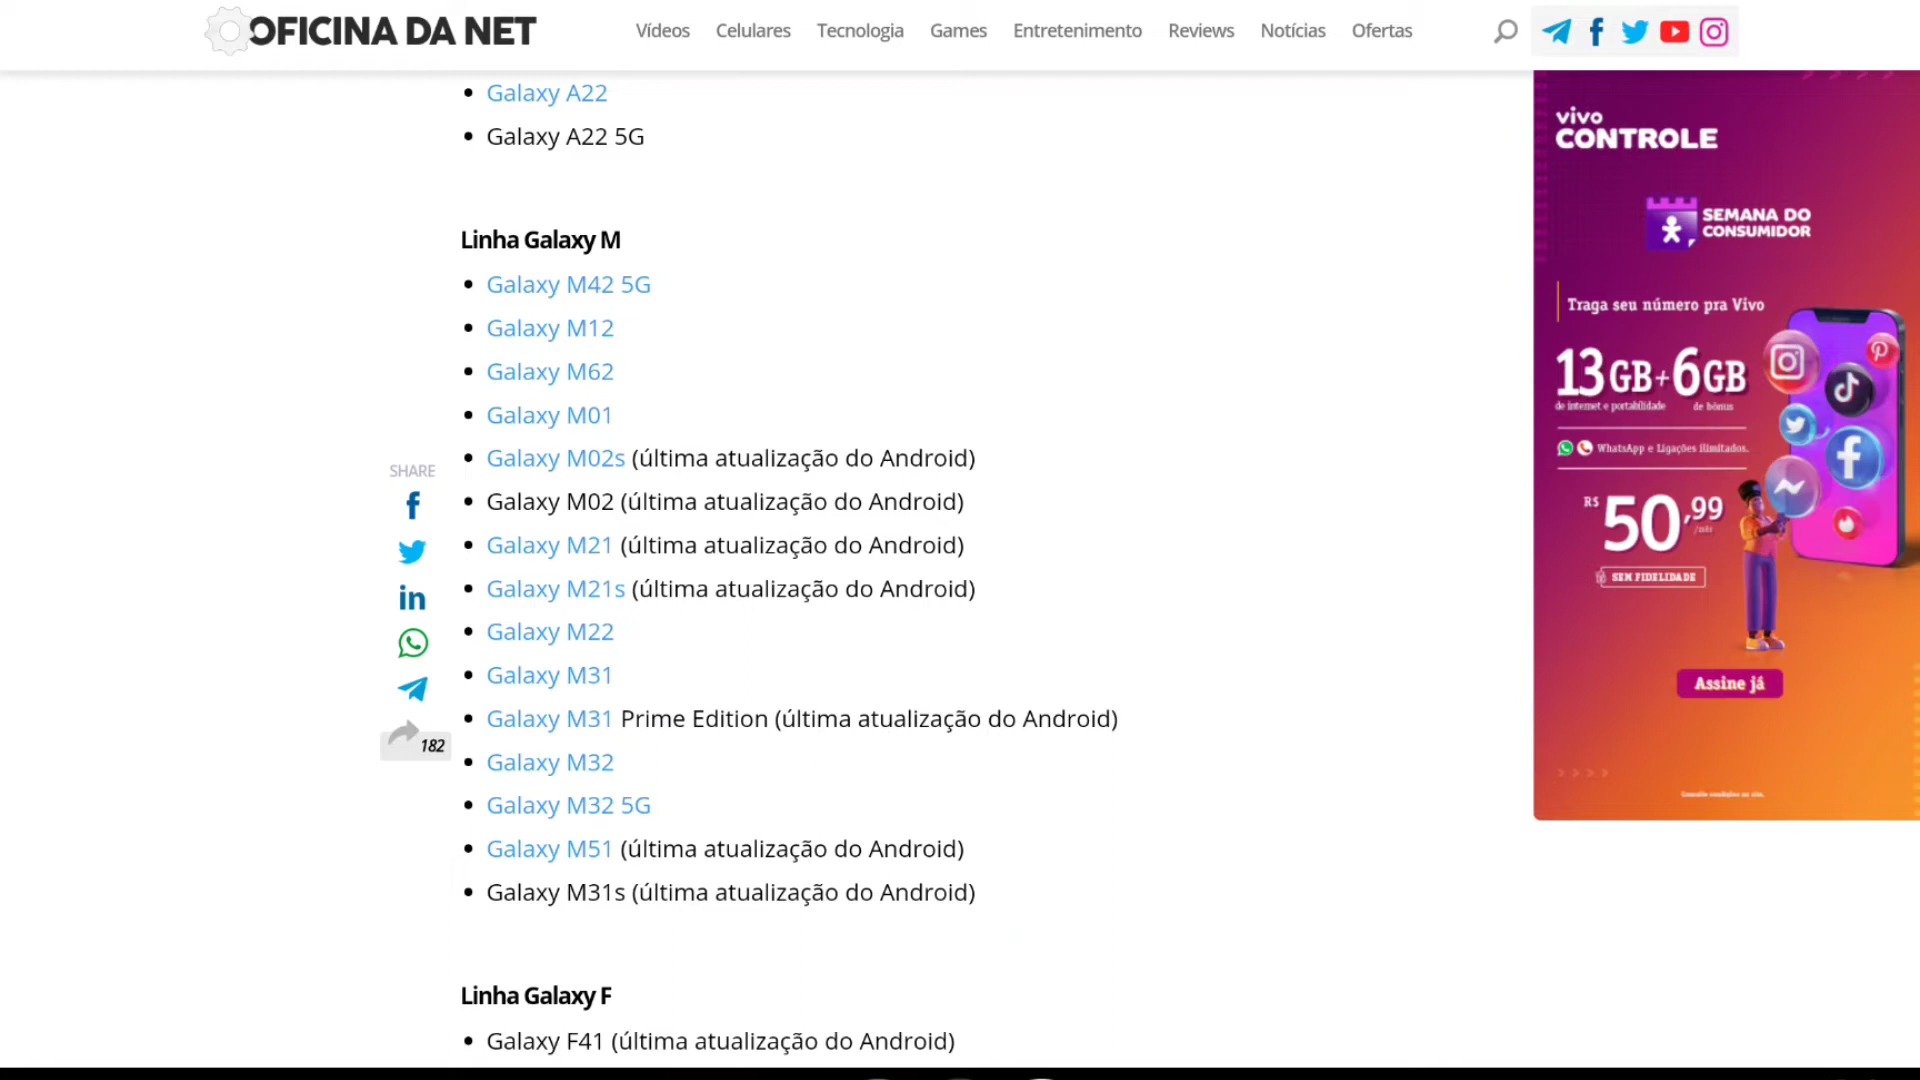 OFICINA DA NET
Vídeos Celulares Tecnologia Games Entretenimento Reviews Notícias Ofertas
Galaxy A22
Galaxy A22 5G
Linha Galaxy M
Galaxy M42 5G
Galaxy M12
Galaxy M62
Galaxy M01
Galaxy M02s (última atualização do Android)
Galaxy M02 (última atualização do Android)
Galaxy M21 (última atualização do Android)
Galaxy M21s (última atualização do Android)
Galaxy M22
Galaxy M31
Galaxy M31 Prime Edition (última atualização do Android)
Galaxy M32
Galaxy M32 5G
Galaxy M51 (última atualização do Android)
Galaxy M31s (última atualização do Android)
Linha Galaxy F
Galaxy F41 (última atualização do Android)
SHARE
182
vivo
CONTROLE
SEMANA DO
CONSUMIDOR
Traga seu número pra Vivo
13GB+6GB
de internet e portabilidade de bônus
WhatsApp e Ligações ilimitados.
R$ 50,99
/mês
SEM FIDELIDADE
Assine já
Consulte condições no site.